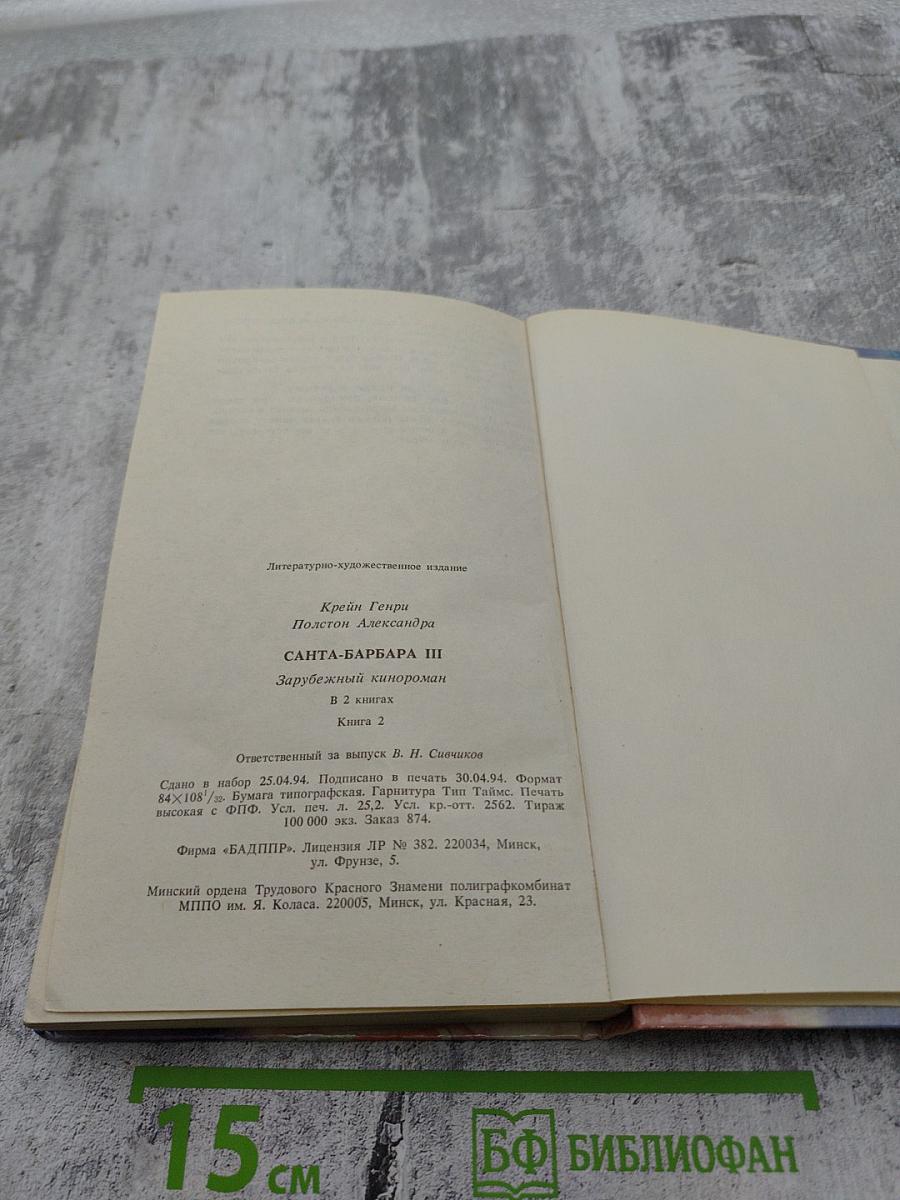 Литературно-художественное издание
Крейн Генри
Полстон Александра
САНТА-БАРБАРА III
Зарубежный кинороман
В 2 книгах
Книга 2
Ответственный за выпуск В. Н. Сивчиков
Сдано в набор 25.04.94. Подписано в печать 30.04.94. Формат
84×108¹/₃₂. Бумага типографская. Гарнитура Тип Таймс. Печать
высокая с ФПФ. Усл. печ. л. 25,2. Усл. кр.-отт. 2562. Тираж
100 000 экз. Заказ 874.
Фирма «БАДППР». Лицензия ЛР № 382. 220034, Минск,
ул. Фрунзе, 5.
Минский ордена Трудового Красного Знамени полиграфкомбинат
МППО им. Я. Коласа. 220005, Минск, ул. Красная, 23.
15 см
БФ БИБЛИОФАН